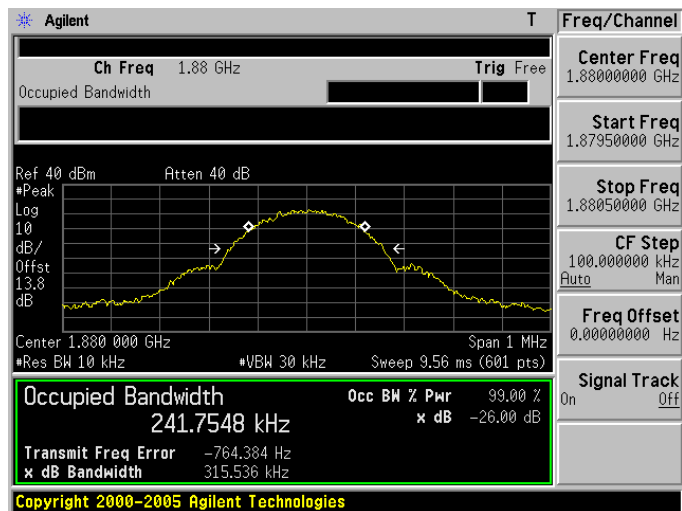 Agilent T Freq/Channel
Ch Freq 1.88 GHz Trig Free
Occupied Bandwidth
Center Freq
1.88000000 GHz
Start Freq
1.87950000 GHz
Stop Freq
1.88050000 GHz
CF Step
100.000000 kHz
Auto Man
Freq Offset
0.00000000 Hz
Signal Track
On Off
Ref 40 dBm Atten 40 dB
#Peak
Log
10
dB/
Offst
13.8
dB
Center 1.880 000 GHz Span 1 MHz
#Res BW 10 kHz #VBW 30 kHz Sweep 9.56 ms (601 pts)
Occupied Bandwidth Occ BW % Pwr 99.00 %
241.7548 kHz x dB -26.00 dB
Transmit Freq Error -764.384 Hz
x dB Bandwidth 315.536 kHz
Copyright 2000-2005 Agilent Technologies